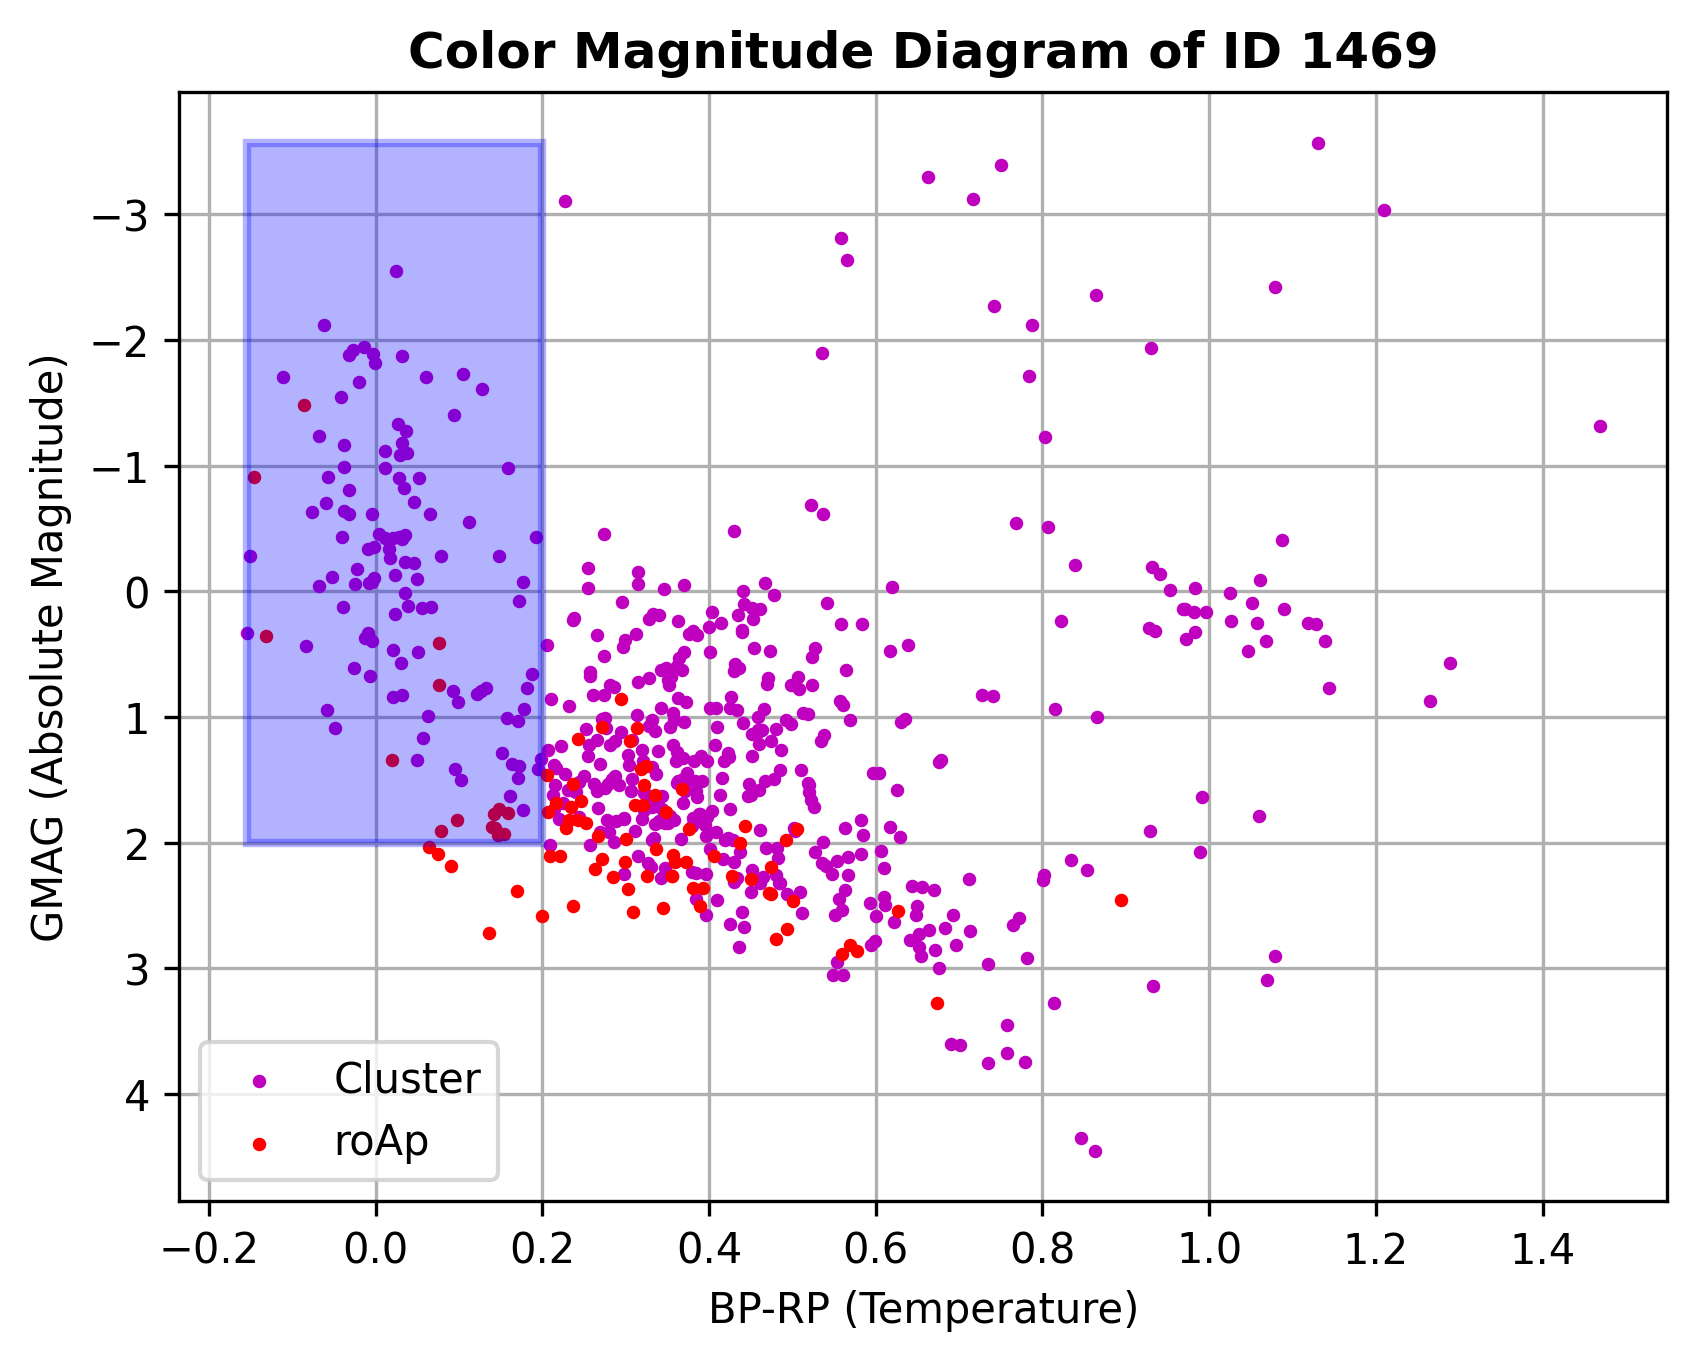 Color Magnitude Diagram of ID 1469
GMAG (Absolute Magnitude)
−3
−2
−1
0
1
2
3
4
Cluster
roAp
−0.2 0.0 0.2 0.4 0.6 0.8 1.0 1.2 1.4
BP-RP (Temperature)